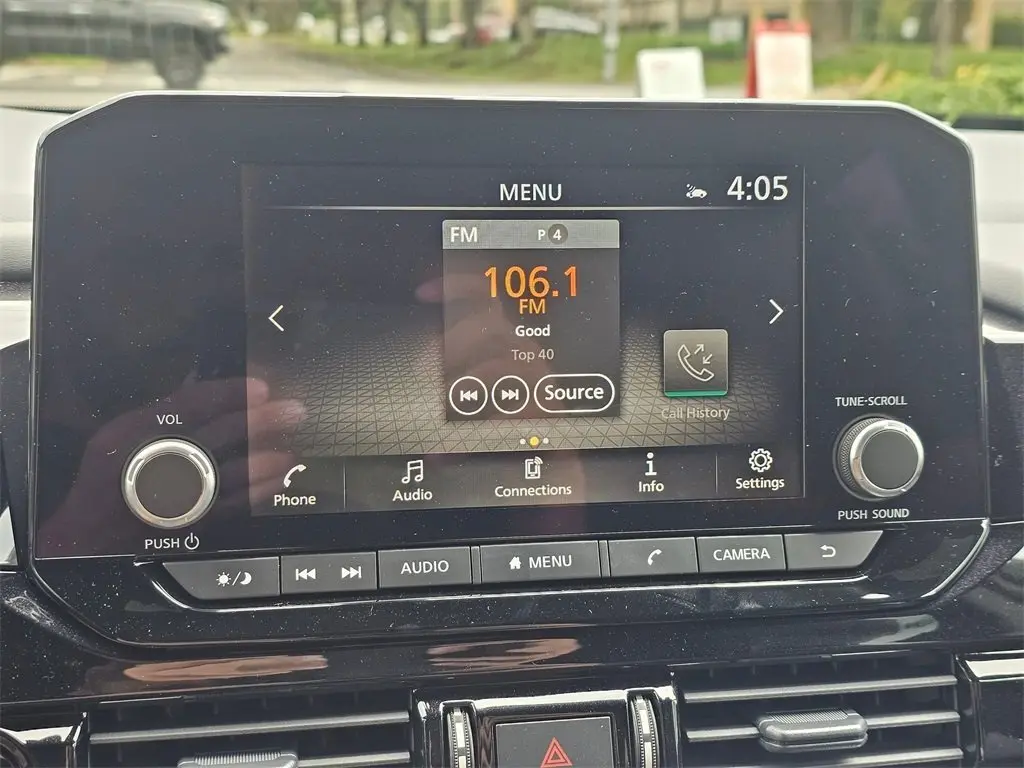 MENU 4:05
FM P 4
106.1
FM
Good
Top 40
Source
Call History
Phone Audio Connections Info Settings
VOL
PUSH
TUNE·SCROLL
PUSH SOUND
AUDIO MENU CAMERA